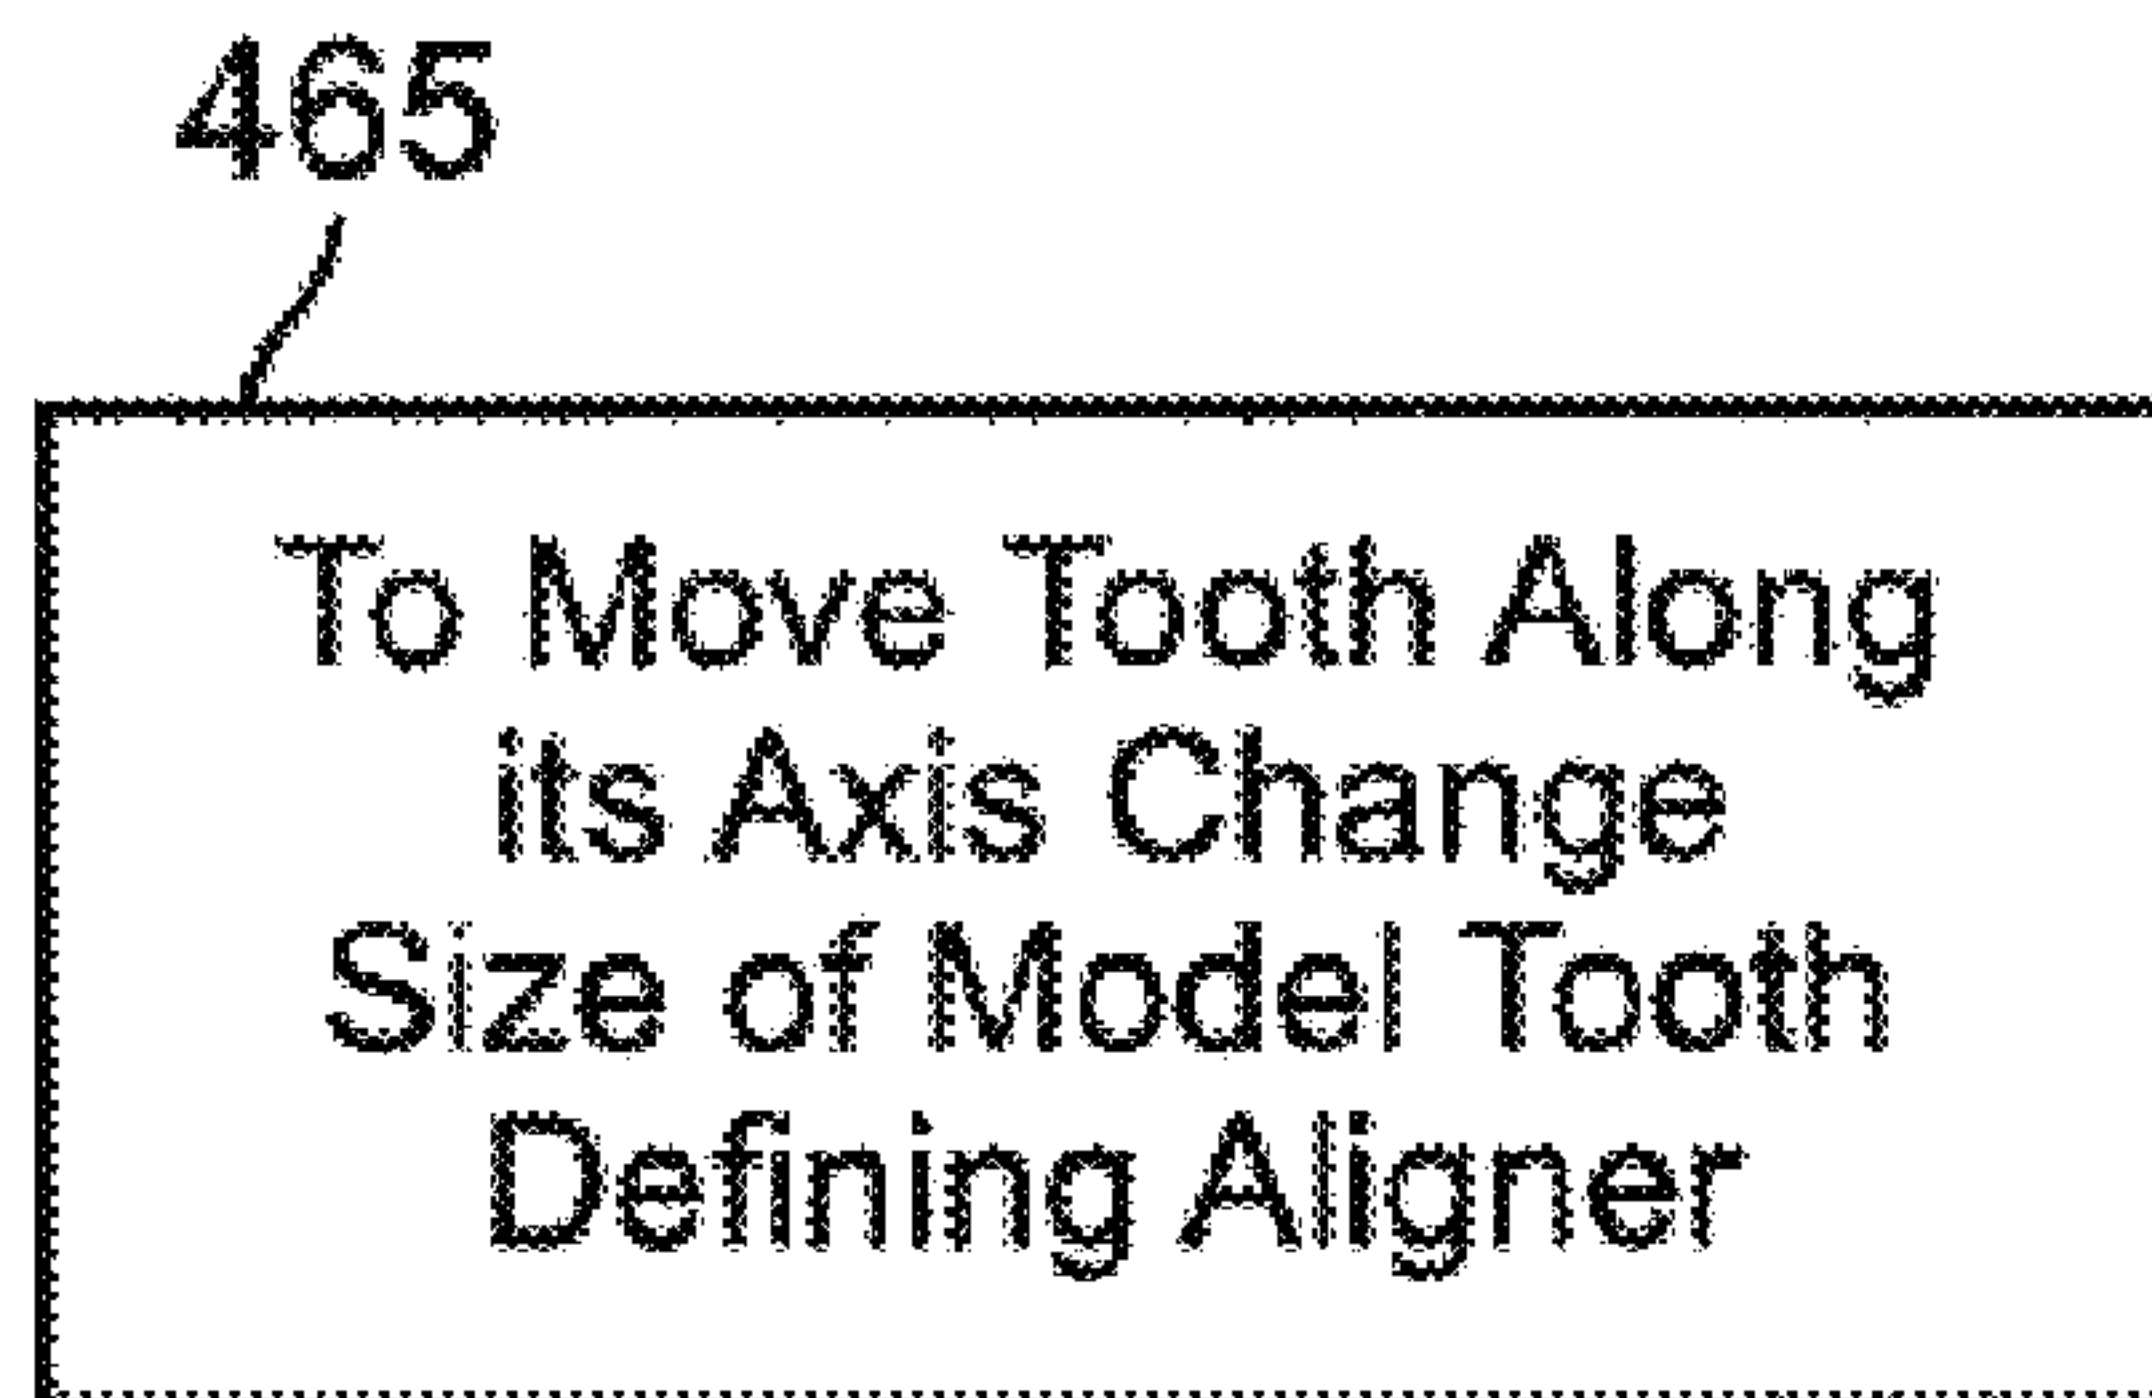 465
To Move Tooth Along
its Axis Change
Size of Model Tooth
Defining Aligner